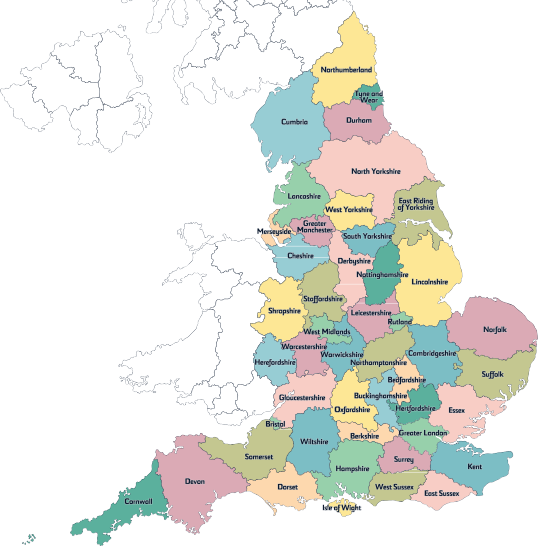 Northumberland
Tyne and
Wear
Cumbria
Durham
North Yorkshire
Lancashire
West Yorkshire
East Riding
of Yorkshire
Greater
Manchester
Merseyside
South Yorkshire
Cheshire
Derbyshire
Nottinghamshire
Lincolnshire
Staffordshire
Shropshire
Leicestershire
Rutland
Norfolk
West Midlands
Worcestershire
Warwickshire
Cambridgeshire
Herefordshire
Northamptonshire
Suffolk
Bedfordshire
Gloucestershire
Buckinghamshire
Oxfordshire
Hertfordshire
Essex
Bristol
Greater London
Berkshire
Wiltshire
Somerset
Surrey
Kent
Hampshire
Devon
Dorset
West Sussex
East Sussex
Cornwall
Isle of Wight